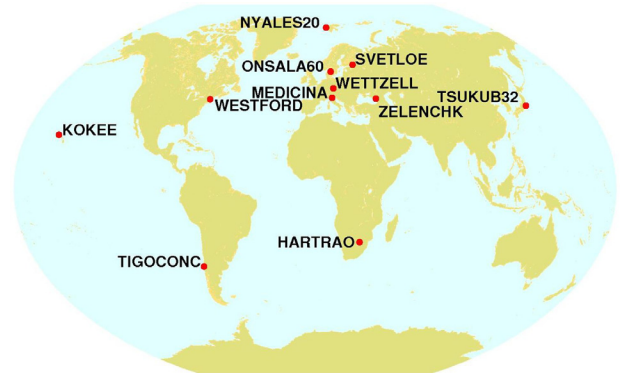 NYALES20
ONSALA60
SVETLOE
WETTZELL
MEDICINA
WESTFORD
TSUKUB32
ZELENCHK
KOKEE
HARTRAO
TIGOCONC